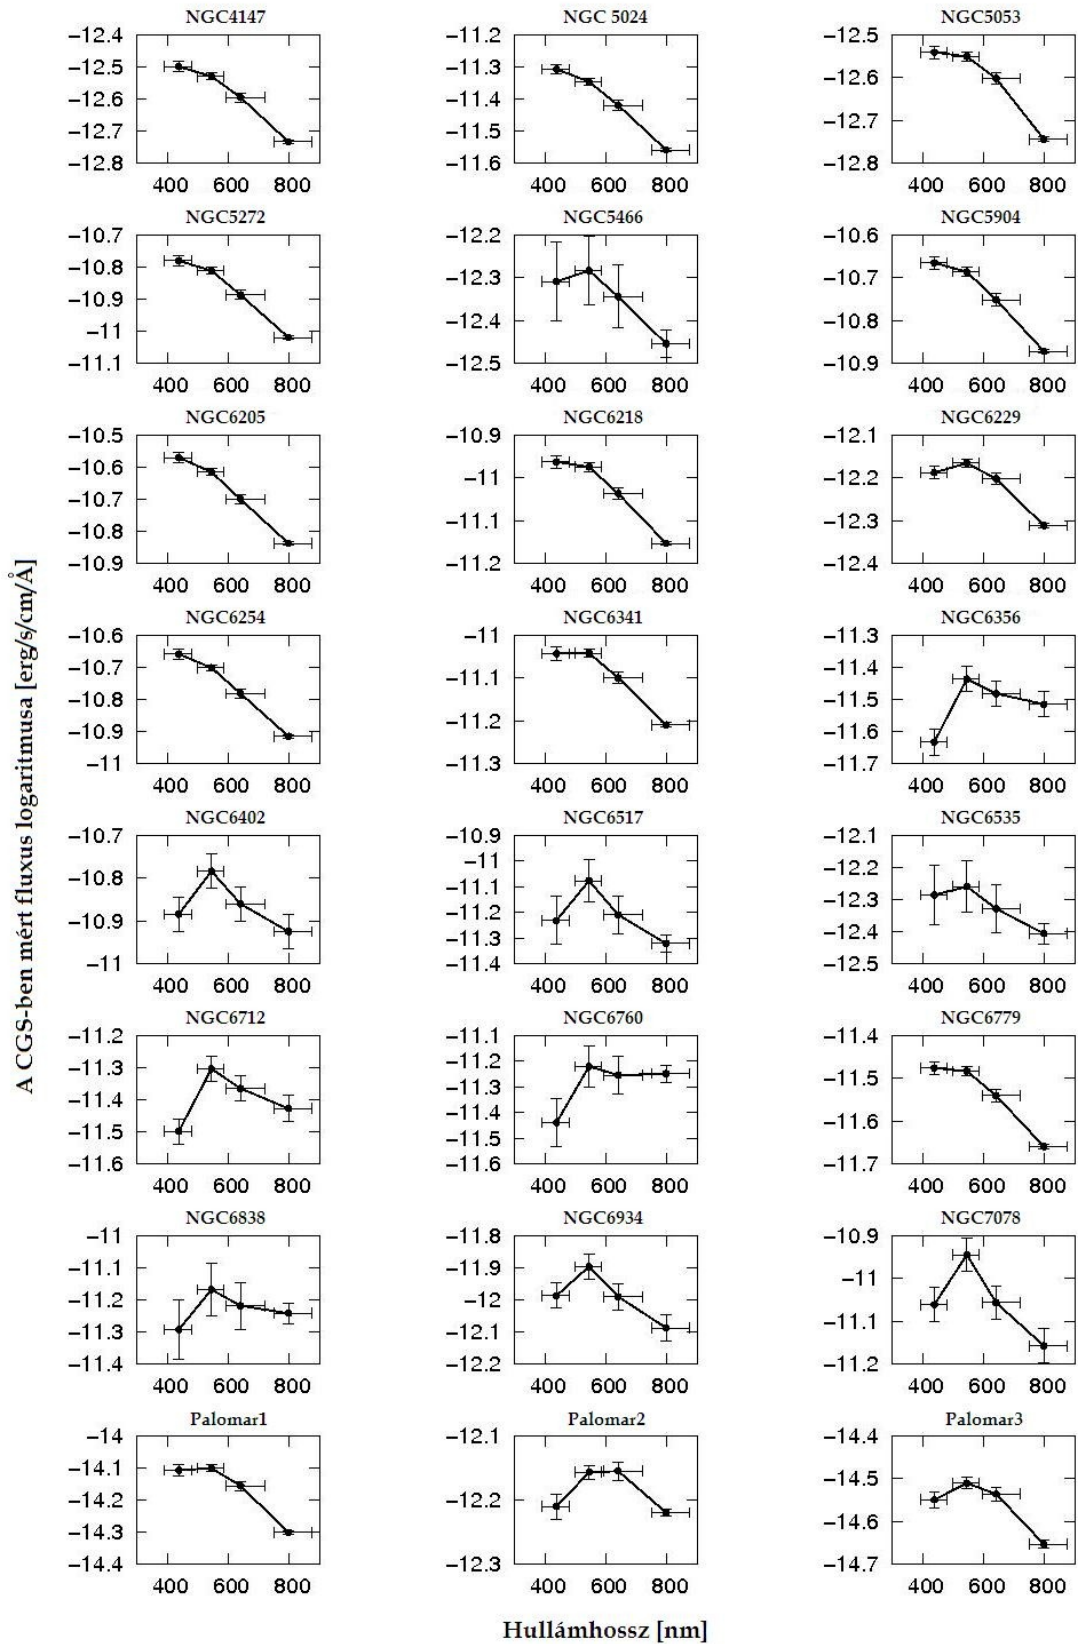 NGC4147
NGC 5024
NGC5053
−12.4
−12.5
−12.6
−12.7
−12.8
400 600 800
−11.2
−11.3
−11.4
−11.5
−11.6
400 600 800
−12.5
−12.6
−12.7
−12.8
400 600 800
NGC5272
NGC5466
NGC5904
−10.7
−10.8
−10.9
−11
−11.1
400 600 800
−12.2
−12.3
−12.4
−12.5
400 600 800
−10.6
−10.7
−10.8
−10.9
400 600 800
NGC6205
NGC6218
NGC6229
−10.5
−10.6
−10.7
−10.8
−10.9
400 600 800
−10.9
−11
−11.1
−11.2
400 600 800
−12.1
−12.2
−12.3
−12.4
400 600 800
NGC6254
NGC6341
NGC6356
−10.6
−10.7
−10.8
−10.9
−11
400 600 800
−11
−11.1
−11.2
−11.3
400 600 800
−11.3
−11.4
−11.5
−11.6
−11.7
400 600 800
NGC6402
NGC6517
NGC6535
−10.7
−10.8
−10.9
−11
400 600 800
−10.9
−11
−11.1
−11.2
−11.3
−11.4
400 600 800
−12.1
−12.2
−12.3
−12.4
−12.5
400 600 800
NGC6712
NGC6760
NGC6779
−11.2
−11.3
−11.4
−11.5
−11.6
400 600 800
−11.1
−11.2
−11.3
−11.4
−11.5
−11.6
400 600 800
−11.4
−11.5
−11.6
−11.7
400 600 800
NGC6838
NGC6934
NGC7078
−11
−11.1
−11.2
−11.3
−11.4
400 600 800
−11.8
−11.9
−12
−12.1
−12.2
400 600 800
−10.9
−11
−11.1
−11.2
400 600 800
Palomar1
Palomar2
Palomar3
−14
−14.1
−14.2
−14.3
−14.4
400 600 800
−12.1
−12.2
−12.3
400 600 800
−14.4
−14.5
−14.6
−14.7
400 600 800
A CGS-ben mért fluxus logaritmusa [erg/s/cm/Å]
Hullámhossz [nm]